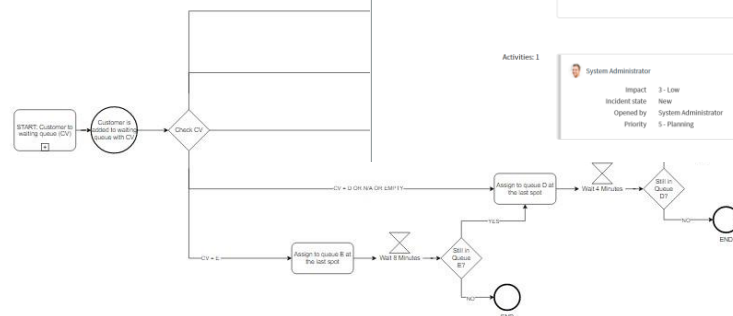 Activities: 1
System Administrator
Impact 3 - Low
Incident state New
Opened by System Administrator
Priority 5 - Planning
START: Customer to
waiting queue (CV)
Customer is
added to waiting
queue with CV
Check CV
CV = D OR N/A OR EMPTY?
Assign to queue D at
the last spot
Wait 4 Minutes
Still in
Queue
D?
NO
END
YES
CV = E
Assign to queue E at
the last spot
Wait 8 Minutes
Still in
Queue
E?
NO
END